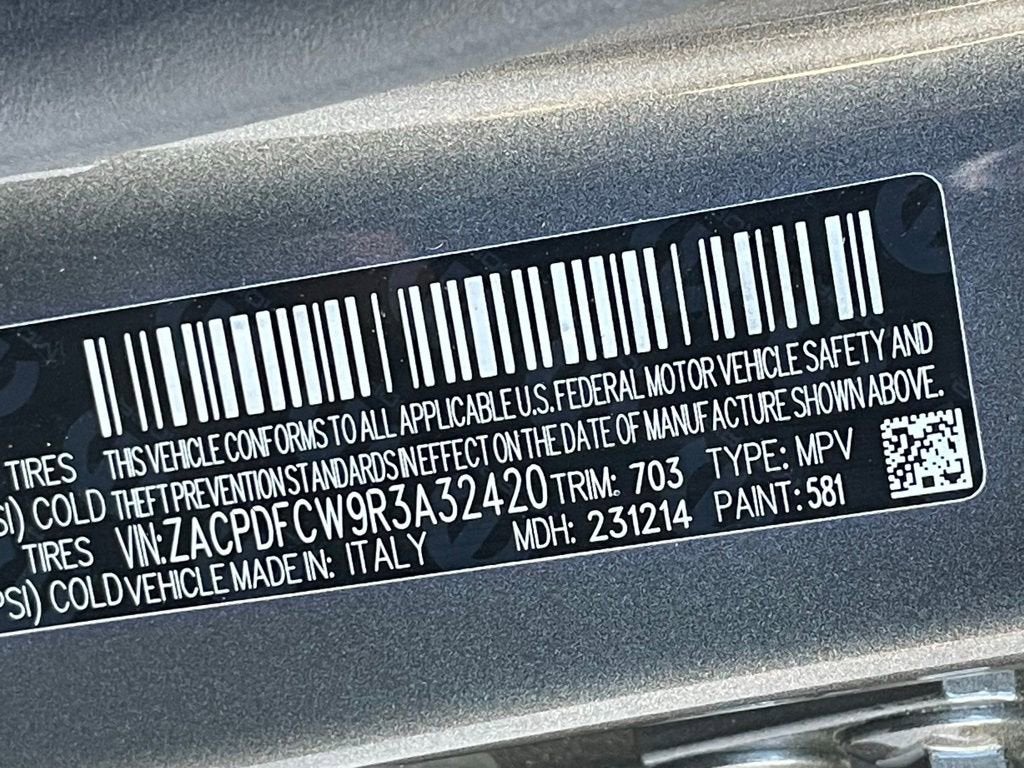 THIS VEHICLE CONFORMS TO ALL APPLICABLE U.S. FEDERAL MOTOR VEHICLE SAFETY AND
TIRES THEFT PREVENTION STANDARDS IN EFFECT ON THE DATE OF MANUFACTURE SHOWN ABOVE.
SI) COLD VIN: ZACPDFCW9R3A32420 TRIM: 703 TYPE: MPV
TIRES VEHICLE MADE IN: ITALY MDH: 231214 PAINT: 581
PSI) COLD